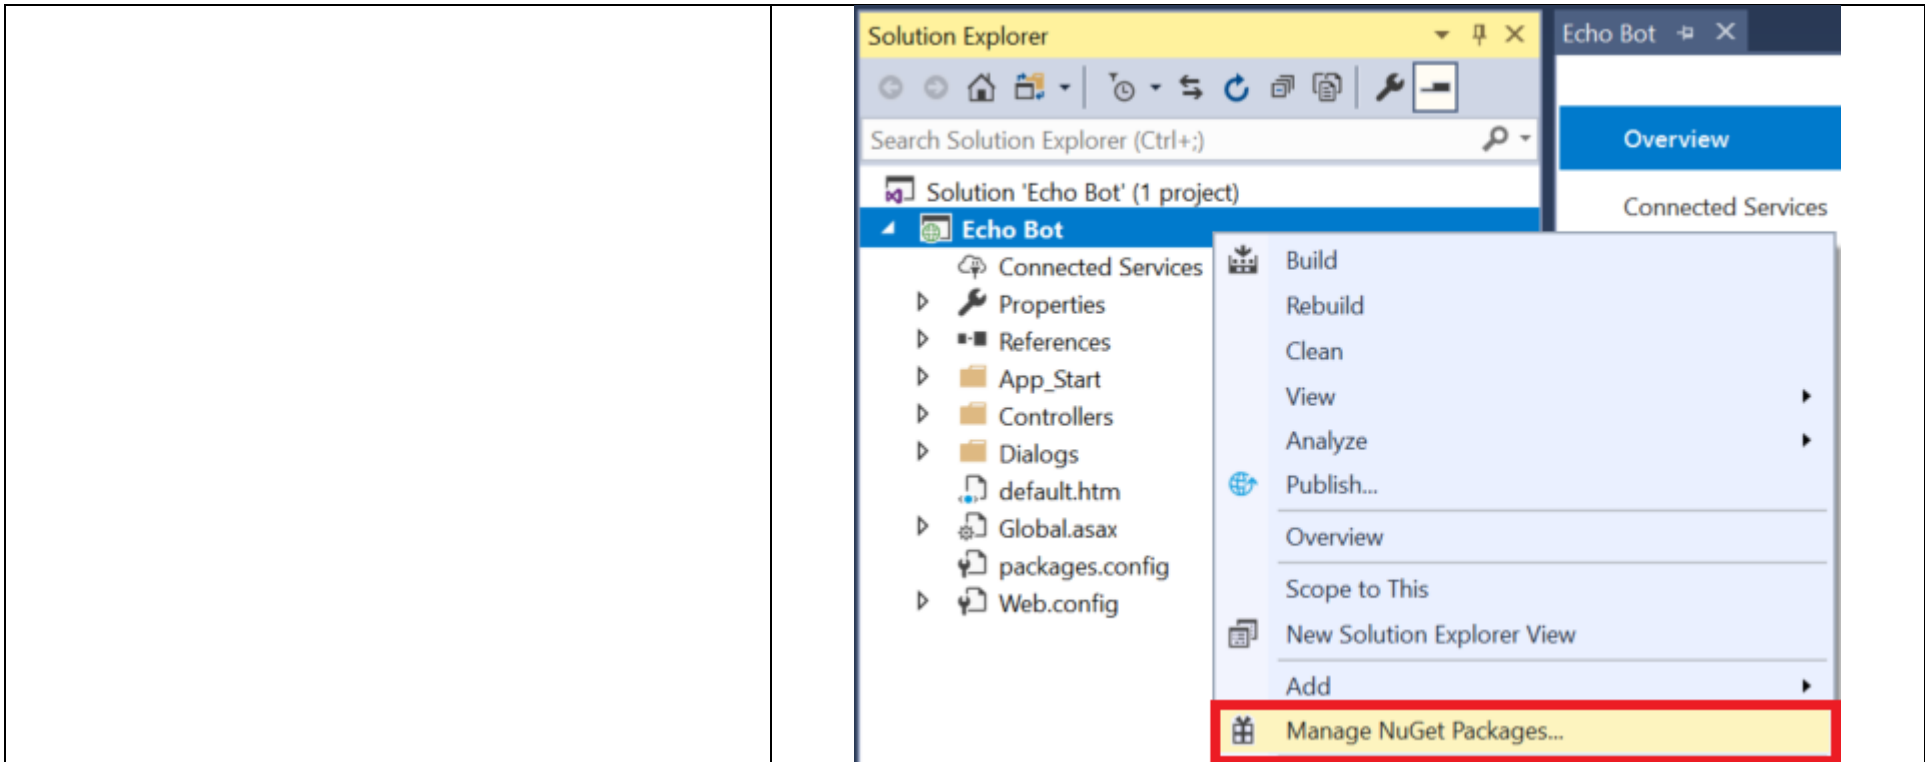 Solution Explorer
Echo Bot
Search Solution Explorer (Ctrl+;)
Overview
Solution 'Echo Bot' (1 project)
Connected Services
Echo Bot
Connected Services
Properties
References
App_Start
Controllers
Dialogs
default.htm
Global.asax
packages.config
Web.config
Build
Rebuild
Clean
View
Analyze
Publish...
Overview
Scope to This
New Solution Explorer View
Add
Manage NuGet Packages...